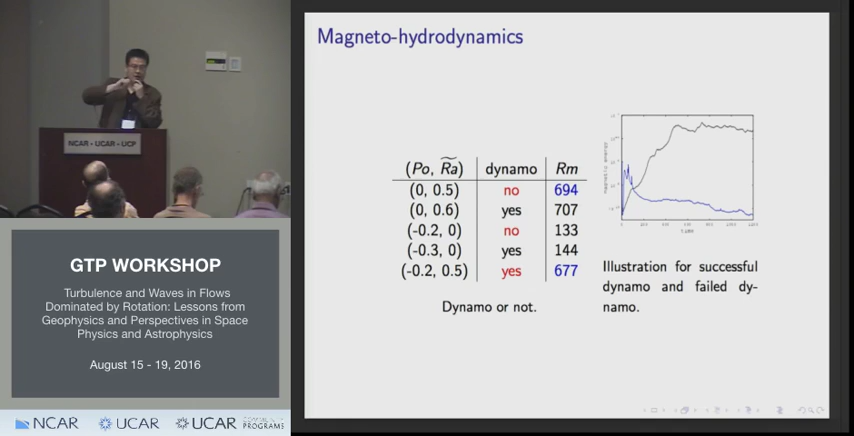 NCAR • UCAR • UCP
GTP WORKSHOP
Turbulence and Waves in Flows
Dominated by Rotation: Lessons from
Geophysics and Perspectives in Space
Physics and Astrophysics
August 15 - 19, 2016
NCAR
UCAR
UCAR COMMUNITY PROGRAMS
Magneto-hydrodynamics
(Po, R̃a) dynamo Rm
(0, 0.5) no 694
(0, 0.6) yes 707
(-0.2, 0) no 133
(-0.3, 0) yes 144
(-0.2, 0.5) yes 677
Dynamo or not.
magnetic energy
Illustration for successful
dynamo and failed dy-
namo.